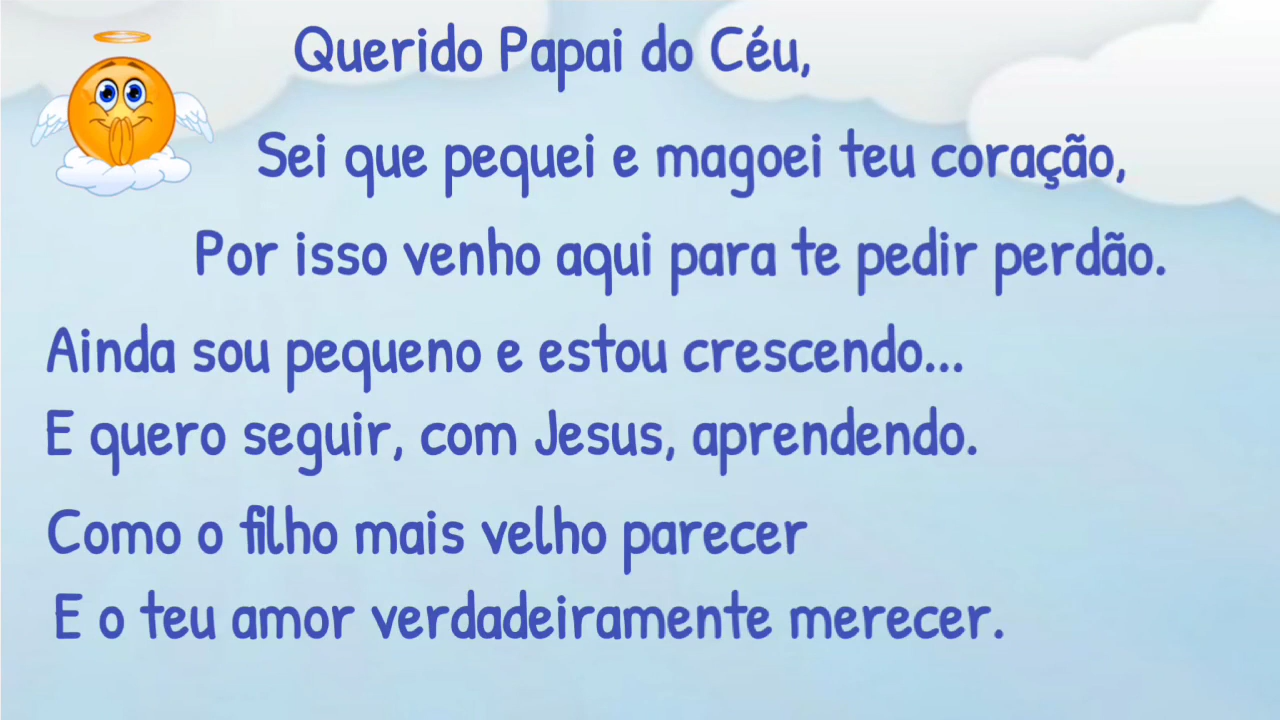 Querido Papai do Céu,
Sei que pequei e magoei teu coração,
Por isso venho aqui para te pedir perdão.
Ainda sou pequeno e estou crescendo...
E quero seguir, com Jesus, aprendendo.
Como o filho mais velho parecer
E o teu amor verdadeiramente merecer.